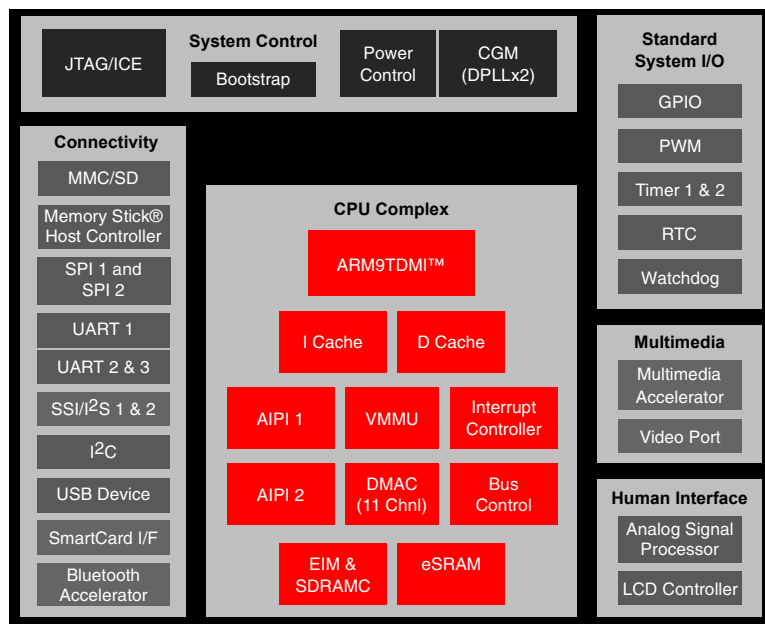 System Control
JTAG/ICE
Bootstrap
Power
Control
CGM
(DPLLx2)
Connectivity
MMC/SD
Memory Stick®
Host Controller
SPI 1 and
SPI 2
UART 1
UART 2 & 3
SSI/I²S 1 & 2
I²C
USB Device
SmartCard I/F
Bluetooth
Accelerator
CPU Complex
ARM9TDMI™
I Cache
D Cache
AIPI 1
VMMU
Interrupt
Controller
AIPI 2
DMAC
(11 Chnl)
Bus
Control
EIM &
SDRAMC
eSRAM
Standard
System I/O
GPIO
PWM
Timer 1 & 2
RTC
Watchdog
Multimedia
Multimedia
Accelerator
Video Port
Human Interface
Analog Signal
Processor
LCD Controller